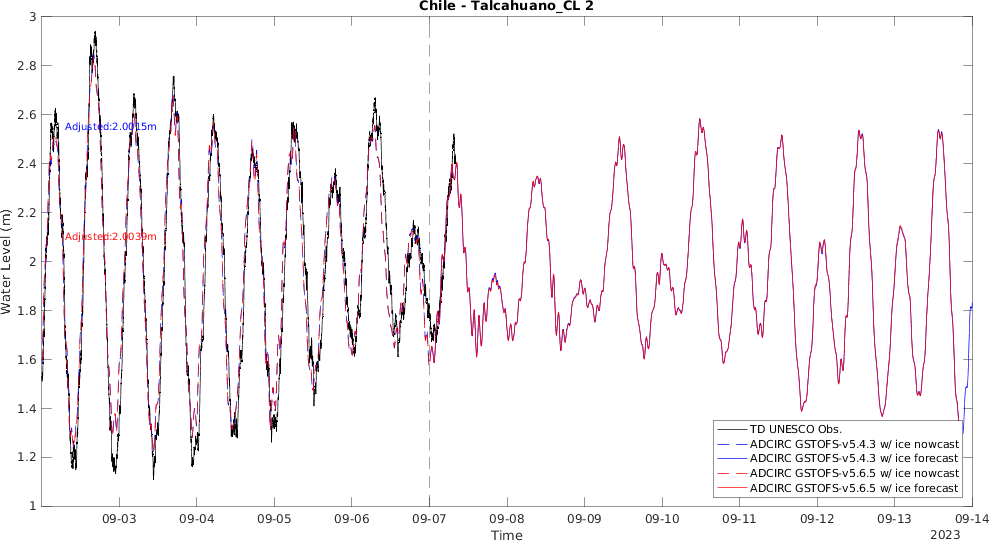 Chile - Talcahuano_CL 2
3
2.8
2.6
2.4
2.2
2
1.8
1.6
1.4
1.2
1
Water Level (m)
Adjusted:2.0015m
Adjusted:2.0039m
TD UNESCO Obs.
ADCIRC GSTOFS-v5.4.3 w/ ice nowcast
ADCIRC GSTOFS-v5.4.3 w/ ice forecast
ADCIRC GSTOFS-v5.6.5 w/ ice nowcast
ADCIRC GSTOFS-v5.6.5 w/ ice forecast
09-03 09-04 09-05 09-06 09-07 09-08 09-09 09-10 09-11 09-12 09-13 09-14
Time
2023